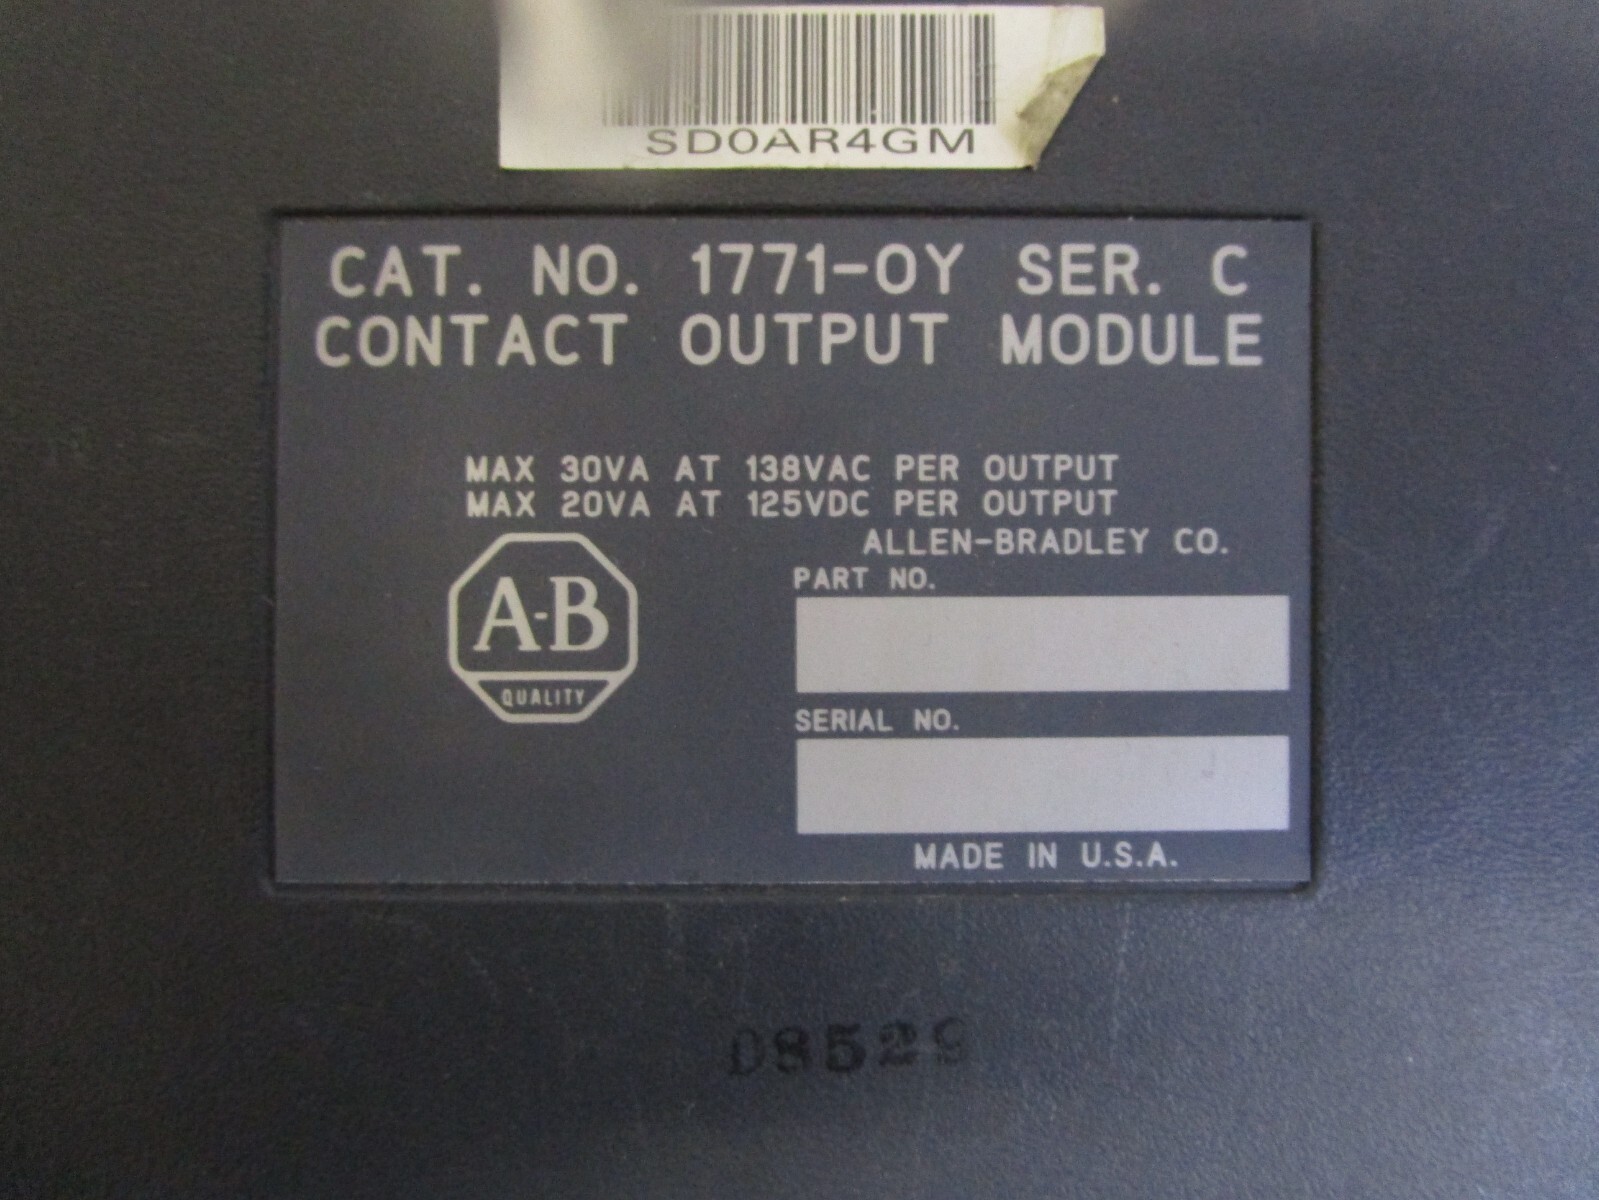 SD0AR4GM
CAT. NO. 1771-OY SER. C
CONTACT OUTPUT MODULE
MAX 30VA AT 138VAC PER OUTPUT
MAX 20VA AT 125VDC PER OUTPUT
ALLEN-BRADLEY CO.
A-B
QUALITY
PART NO.
SERIAL NO.
MADE IN U.S.A.
D8529